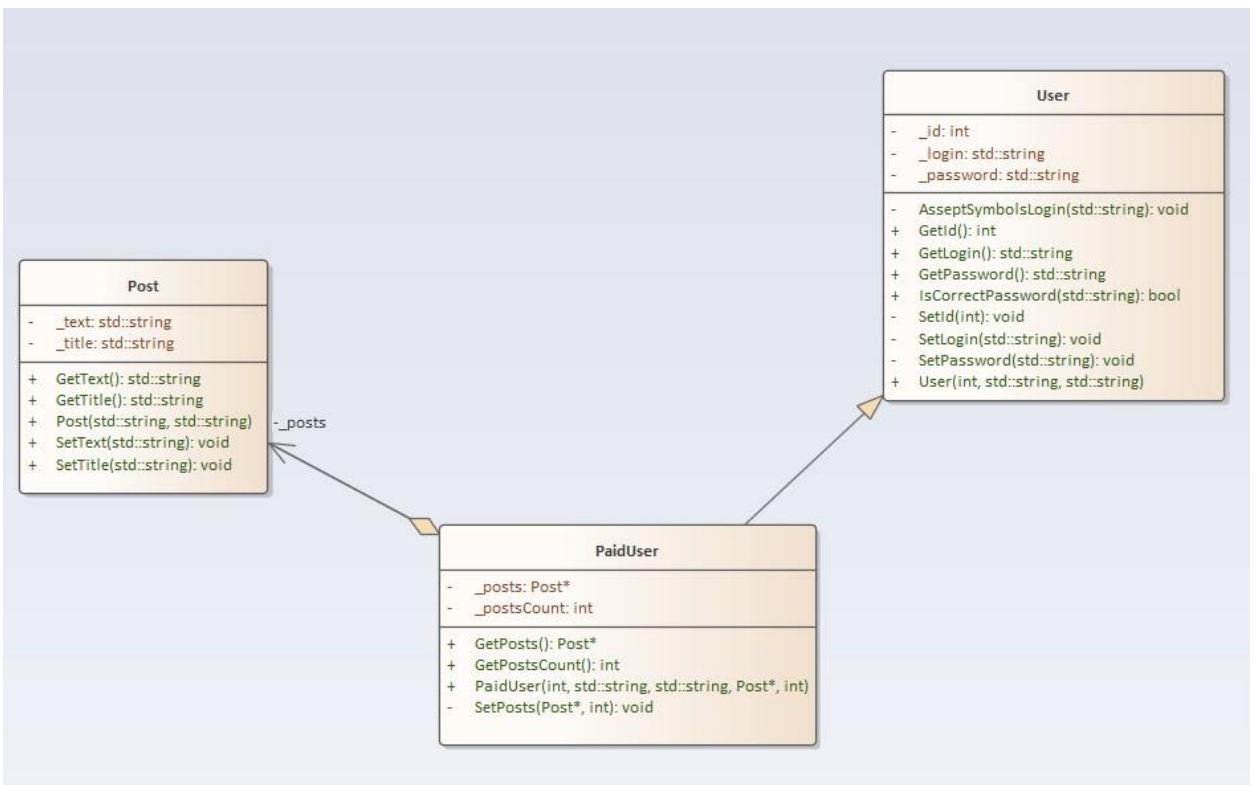 User
- _id: int
- _login: std::string
- _password: std::string
- AsseptSymbolsLogin(std::string): void
+ GetId(): int
+ GetLogin(): std::string
+ GetPassword(): std::string
+ IsCorrectPassword(std::string): bool
- SetId(int): void
- SetLogin(std::string): void
- SetPassword(std::string): void
+ User(int, std::string, std::string)
Post
- _text: std::string
- _title: std::string
+ GetText(): std::string
+ GetTitle(): std::string
+ Post(std::string, std::string)
+ SetText(std::string): void
+ SetTitle(std::string): void
-_posts
PaidUser
- _posts: Post*
- _postsCount: int
+ GetPosts(): Post*
+ GetPostsCount(): int
+ PaidUser(int, std::string, std::string, Post*, int)
- SetPosts(Post*, int): void